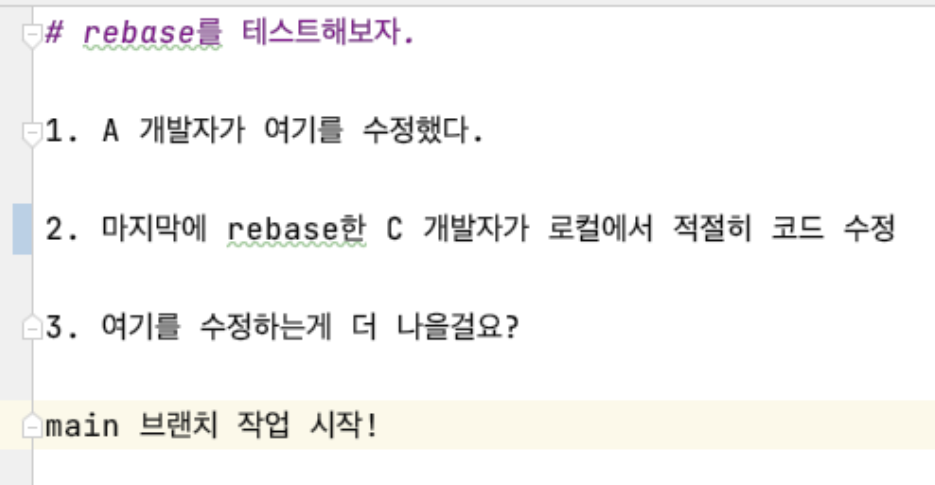 # rebase를 테스트해보자.
1. A 개발자가 여기를 수정했다.
2. 마지막에 rebase한 C 개발자가 로컬에서 적절히 코드 수정
3. 여기를 수정하는게 더 나을걸요?
main 브랜치 작업 시작!